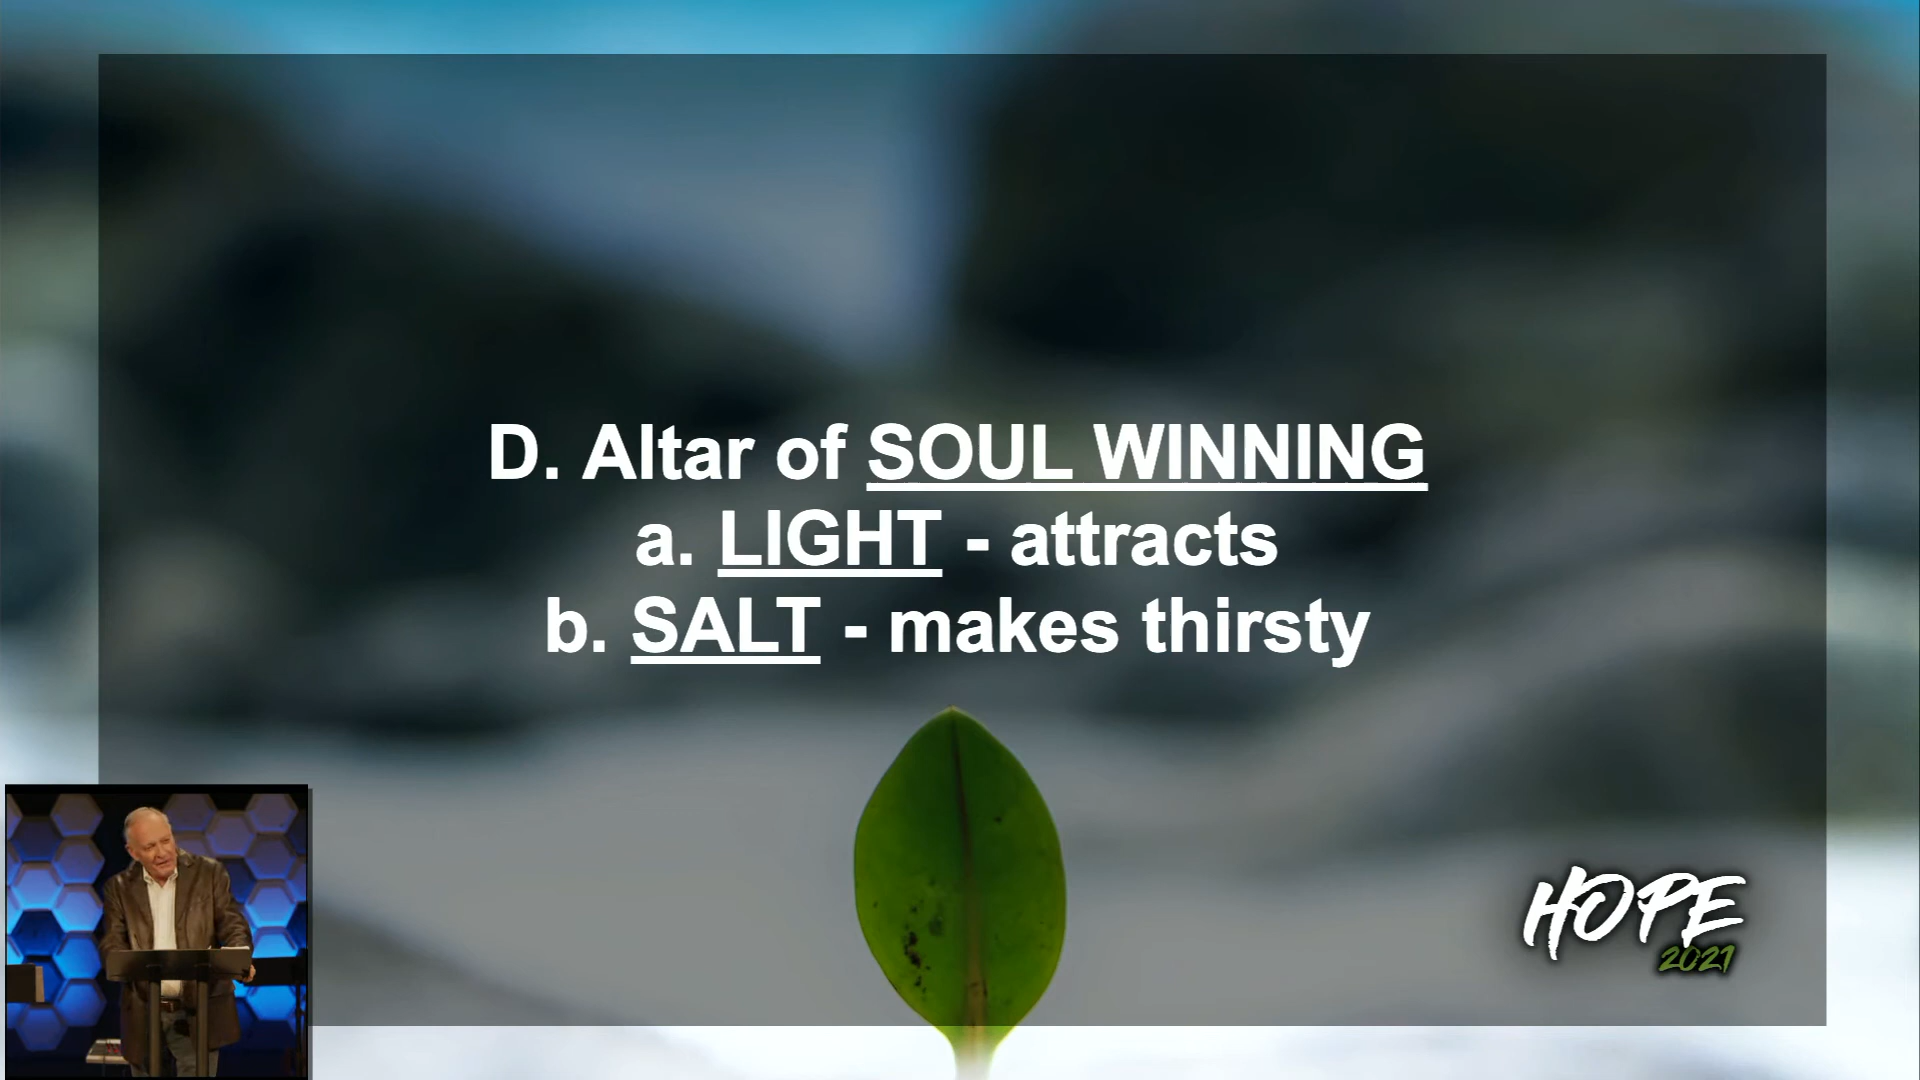 D. Altar of SOUL WINNING
a. LIGHT - attracts
b. SALT - makes thirsty
HOPE
2021